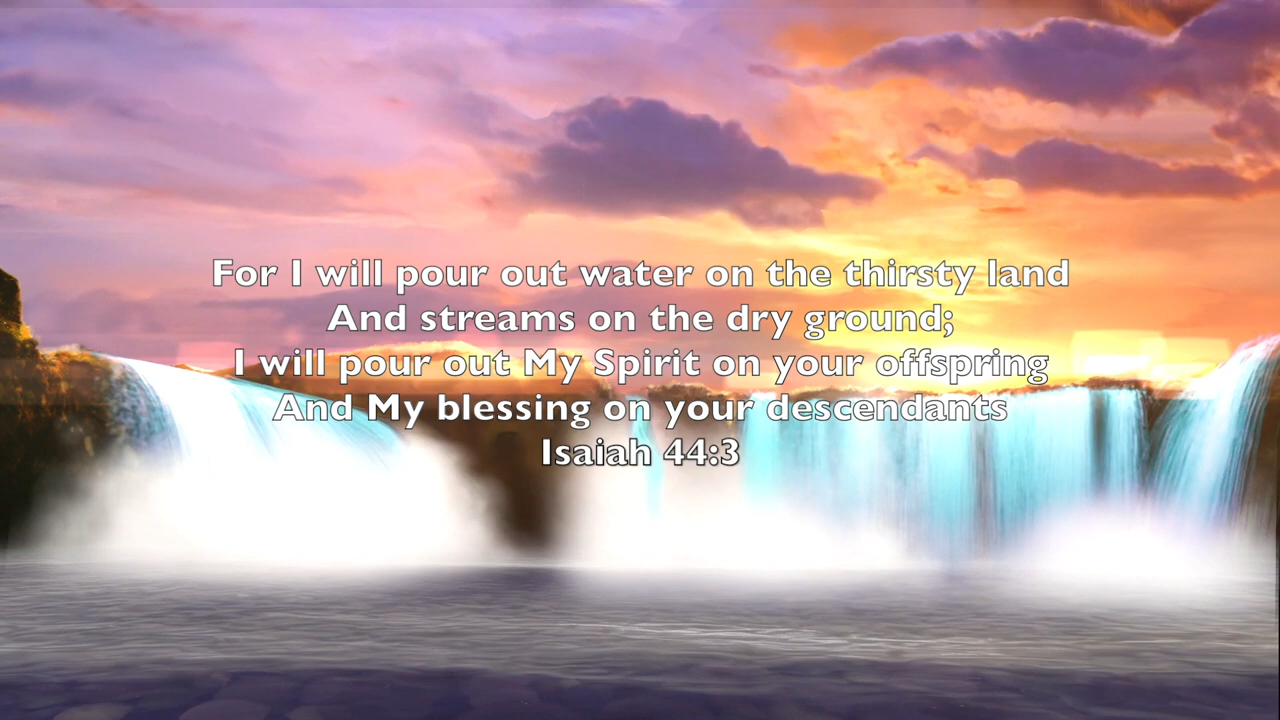 For I will pour out water on the thirsty land
And streams on the dry ground;
I will pour out My Spirit on your offspring
And My blessing on your descendants
Isaiah 44:3